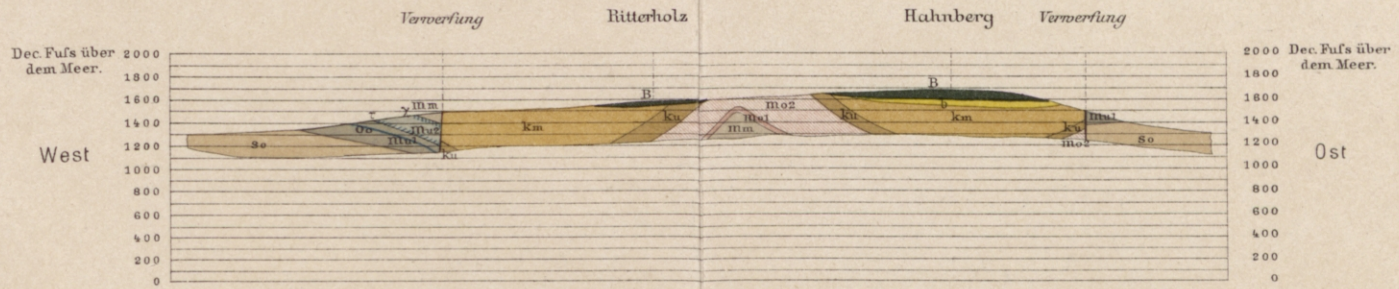 Verwerfung Ritterholz Hahnberg Verwerfung
Dec. Fuſs über dem Meer.
2000
1800
1600
1400
1200
1000
800
600
400
200
0
West
so
mu1
τ
χ
mm
mu2
ku
km
B
ku
mo2
mo1
mm
B
b
ku
km
ku
mu1
mo2
so
2000
1800
1600
1400
1200
1000
800
600
400
200
0
Dec. Fuſs über dem Meer.
Ost